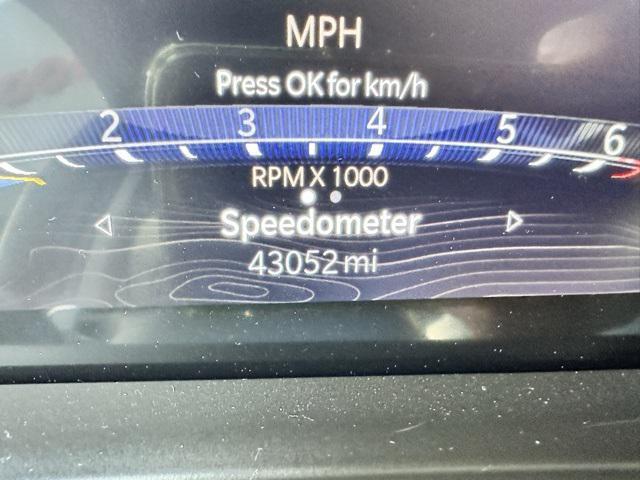 MPH
Press OK for km/h
2 3 4 5 6
RPM X 1000
Speedometer
43052 mi